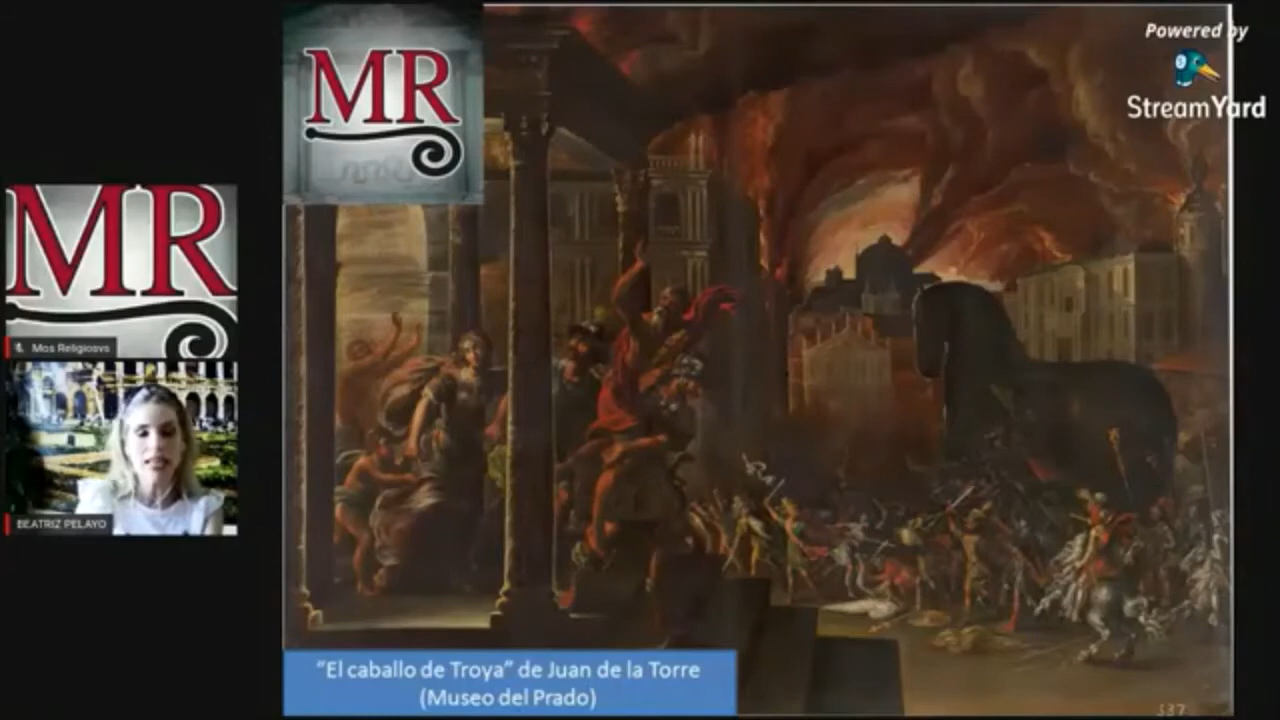 MR
Powered by
StreamYard
MR
Mos Religiosvs
BEATRIZ PELAYO
“El caballo de Troya” de Juan de la Torre
(Museo del Prado)
537